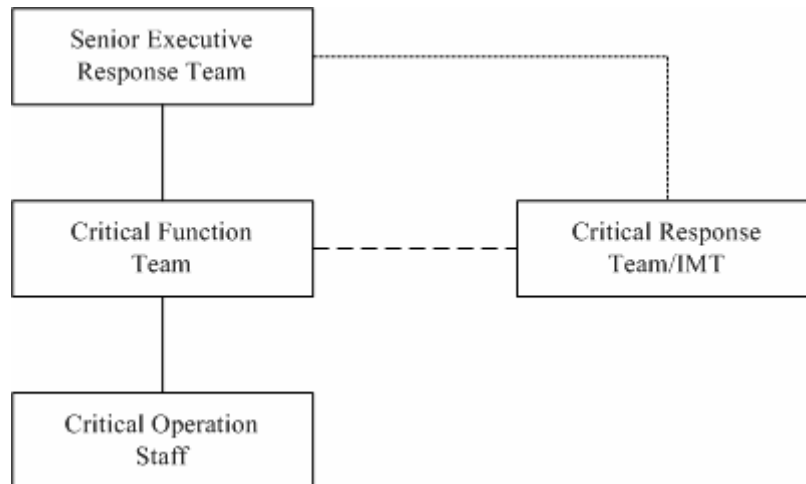 Senior Executive
Response Team
Critical Function
Team
Critical Response
Team/IMT
Critical Operation
Staff